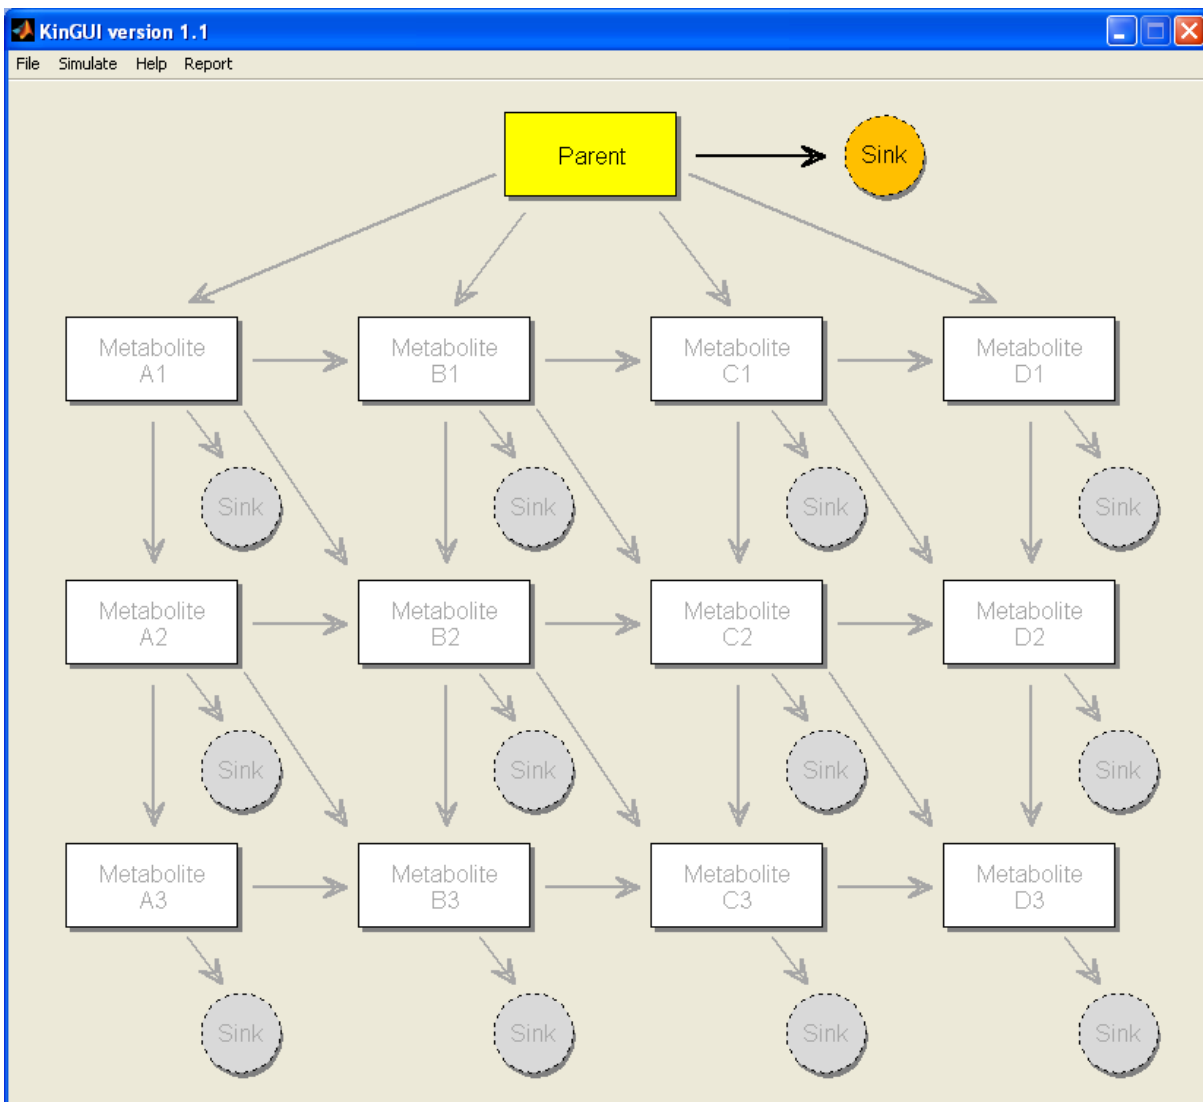 KinGUI version 1.1
File Simulate Help Report
Parent
Sink
Metabolite
A1
Metabolite
B1
Metabolite
C1
Metabolite
D1
Sink
Sink
Sink
Sink
Metabolite
A2
Metabolite
B2
Metabolite
C2
Metabolite
D2
Sink
Sink
Sink
Sink
Metabolite
A3
Metabolite
B3
Metabolite
C3
Metabolite
D3
Sink
Sink
Sink
Sink